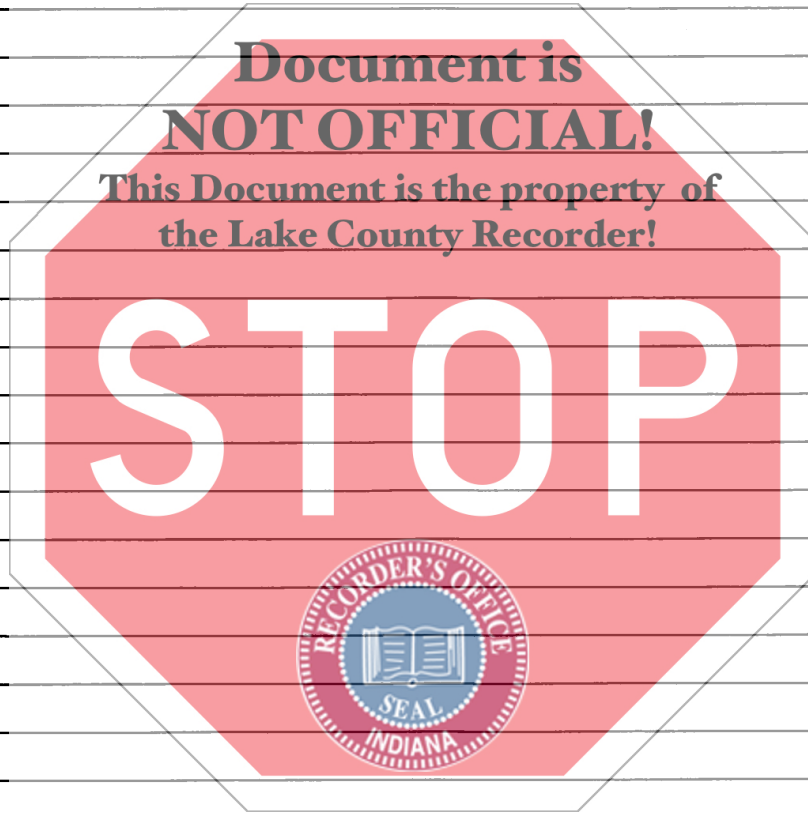 Document is
NOT OFFICIAL!
This Document is the property of
the Lake County Recorder!
STOP
RECORDER'S OFFICE
SEAL
INDIANA